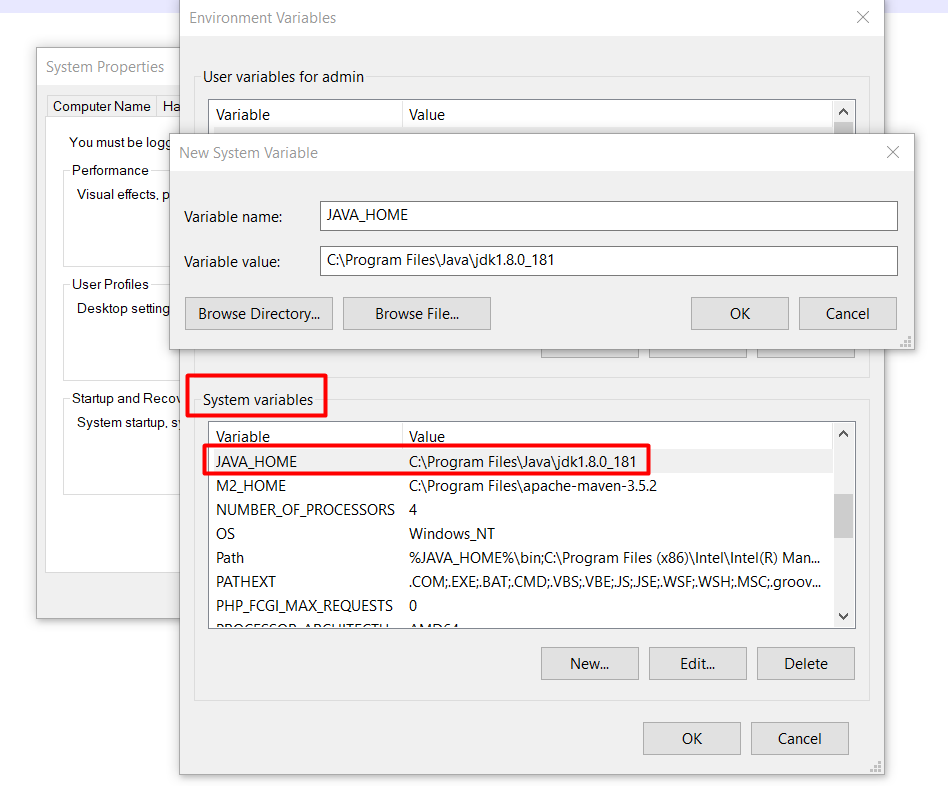 Environment Variables
System Properties
User variables for admin
Computer Name Ha
Variable Value
You must be logg
New System Variable
Performance
Visual effects, p
Variable name: JAVA_HOME
Variable value: C:\Program Files\Java\jdk1.8.0_181
User Profiles
Desktop setting
Browse Directory... Browse File... OK Cancel
Startup and Recov
System startup, sy
System variables
Variable Value
JAVA_HOME C:\Program Files\Java\jdk1.8.0_181
M2_HOME C:\Program Files\apache-maven-3.5.2
NUMBER_OF_PROCESSORS 4
OS Windows_NT
Path %JAVA_HOME%\bin;C:\Program Files (x86)\Intel\Intel(R) Man...
PATHEXT .COM;.EXE;.BAT;.CMD;.VBS;.VBE;.JS;.JSE;.WSF;.WSH;.MSC;.groov...
PHP_FCGI_MAX_REQUESTS 0
PROCESSOR_ARCHITECTU AMD64
New... Edit... Delete
OK Cancel